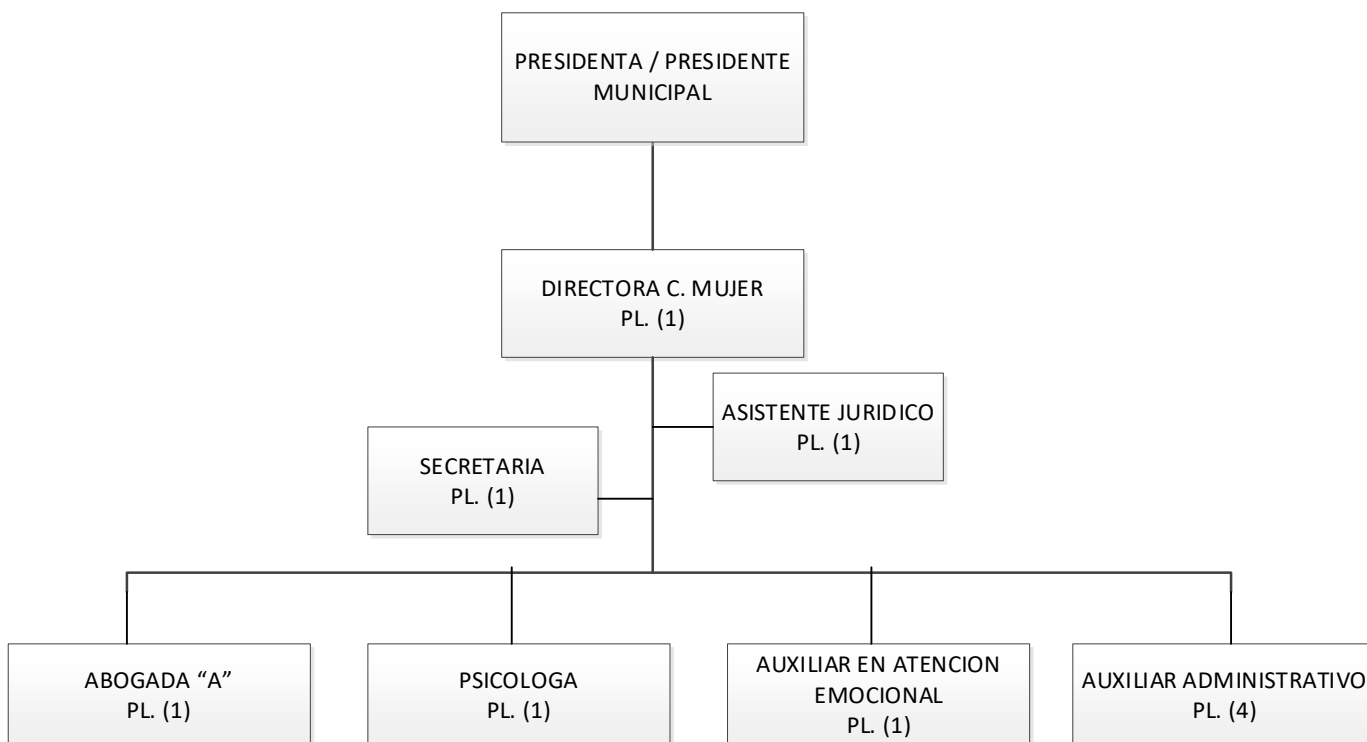 PRESIDENTA / PRESIDENTE
MUNICIPAL
DIRECTORA C. MUJER
PL. (1)
ASISTENTE JURIDICO
PL. (1)
SECRETARIA
PL. (1)
ABOGADA “A”
PL. (1)
PSICOLOGA
PL. (1)
AUXILIAR EN ATENCION
EMOCIONAL
PL. (1)
AUXILIAR ADMINISTRATIVO
PL. (4)